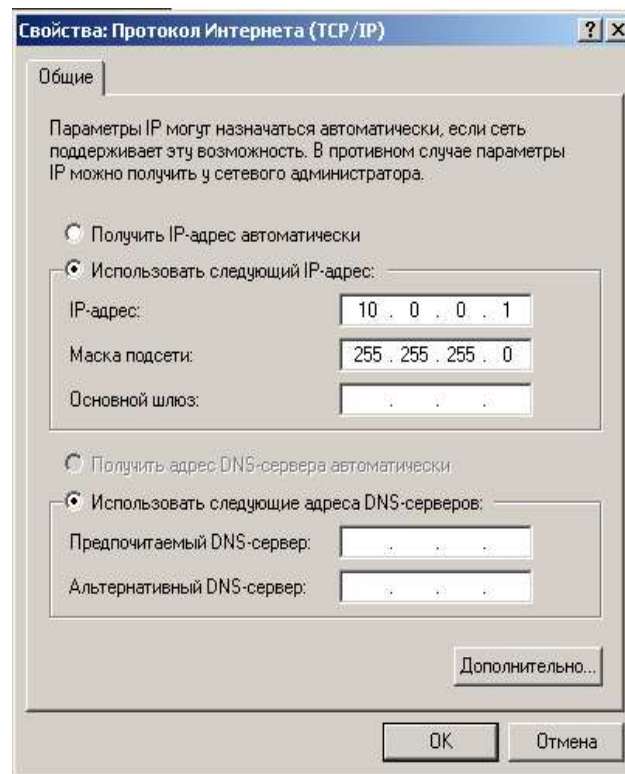 Свойства: Протокол Интернета (TCP/IP)
Общие
Параметры IP могут назначаться автоматически, если сеть
поддерживает эту возможность. В противном случае параметры
IP можно получить у сетевого администратора.
Получить IP-адрес автоматически
Использовать следующий IP-адрес:
IP-адрес: 10 . 0 . 0 . 1
Маска подсети: 255 . 255 . 255 . 0
Основной шлюз: . . .
Получить адрес DNS-сервера автоматически
Использовать следующие адреса DNS-серверов:
Предпочитаемый DNS-сервер: . . .
Альтернативный DNS-сервер: . . .
Дополнительно...
OK Отмена